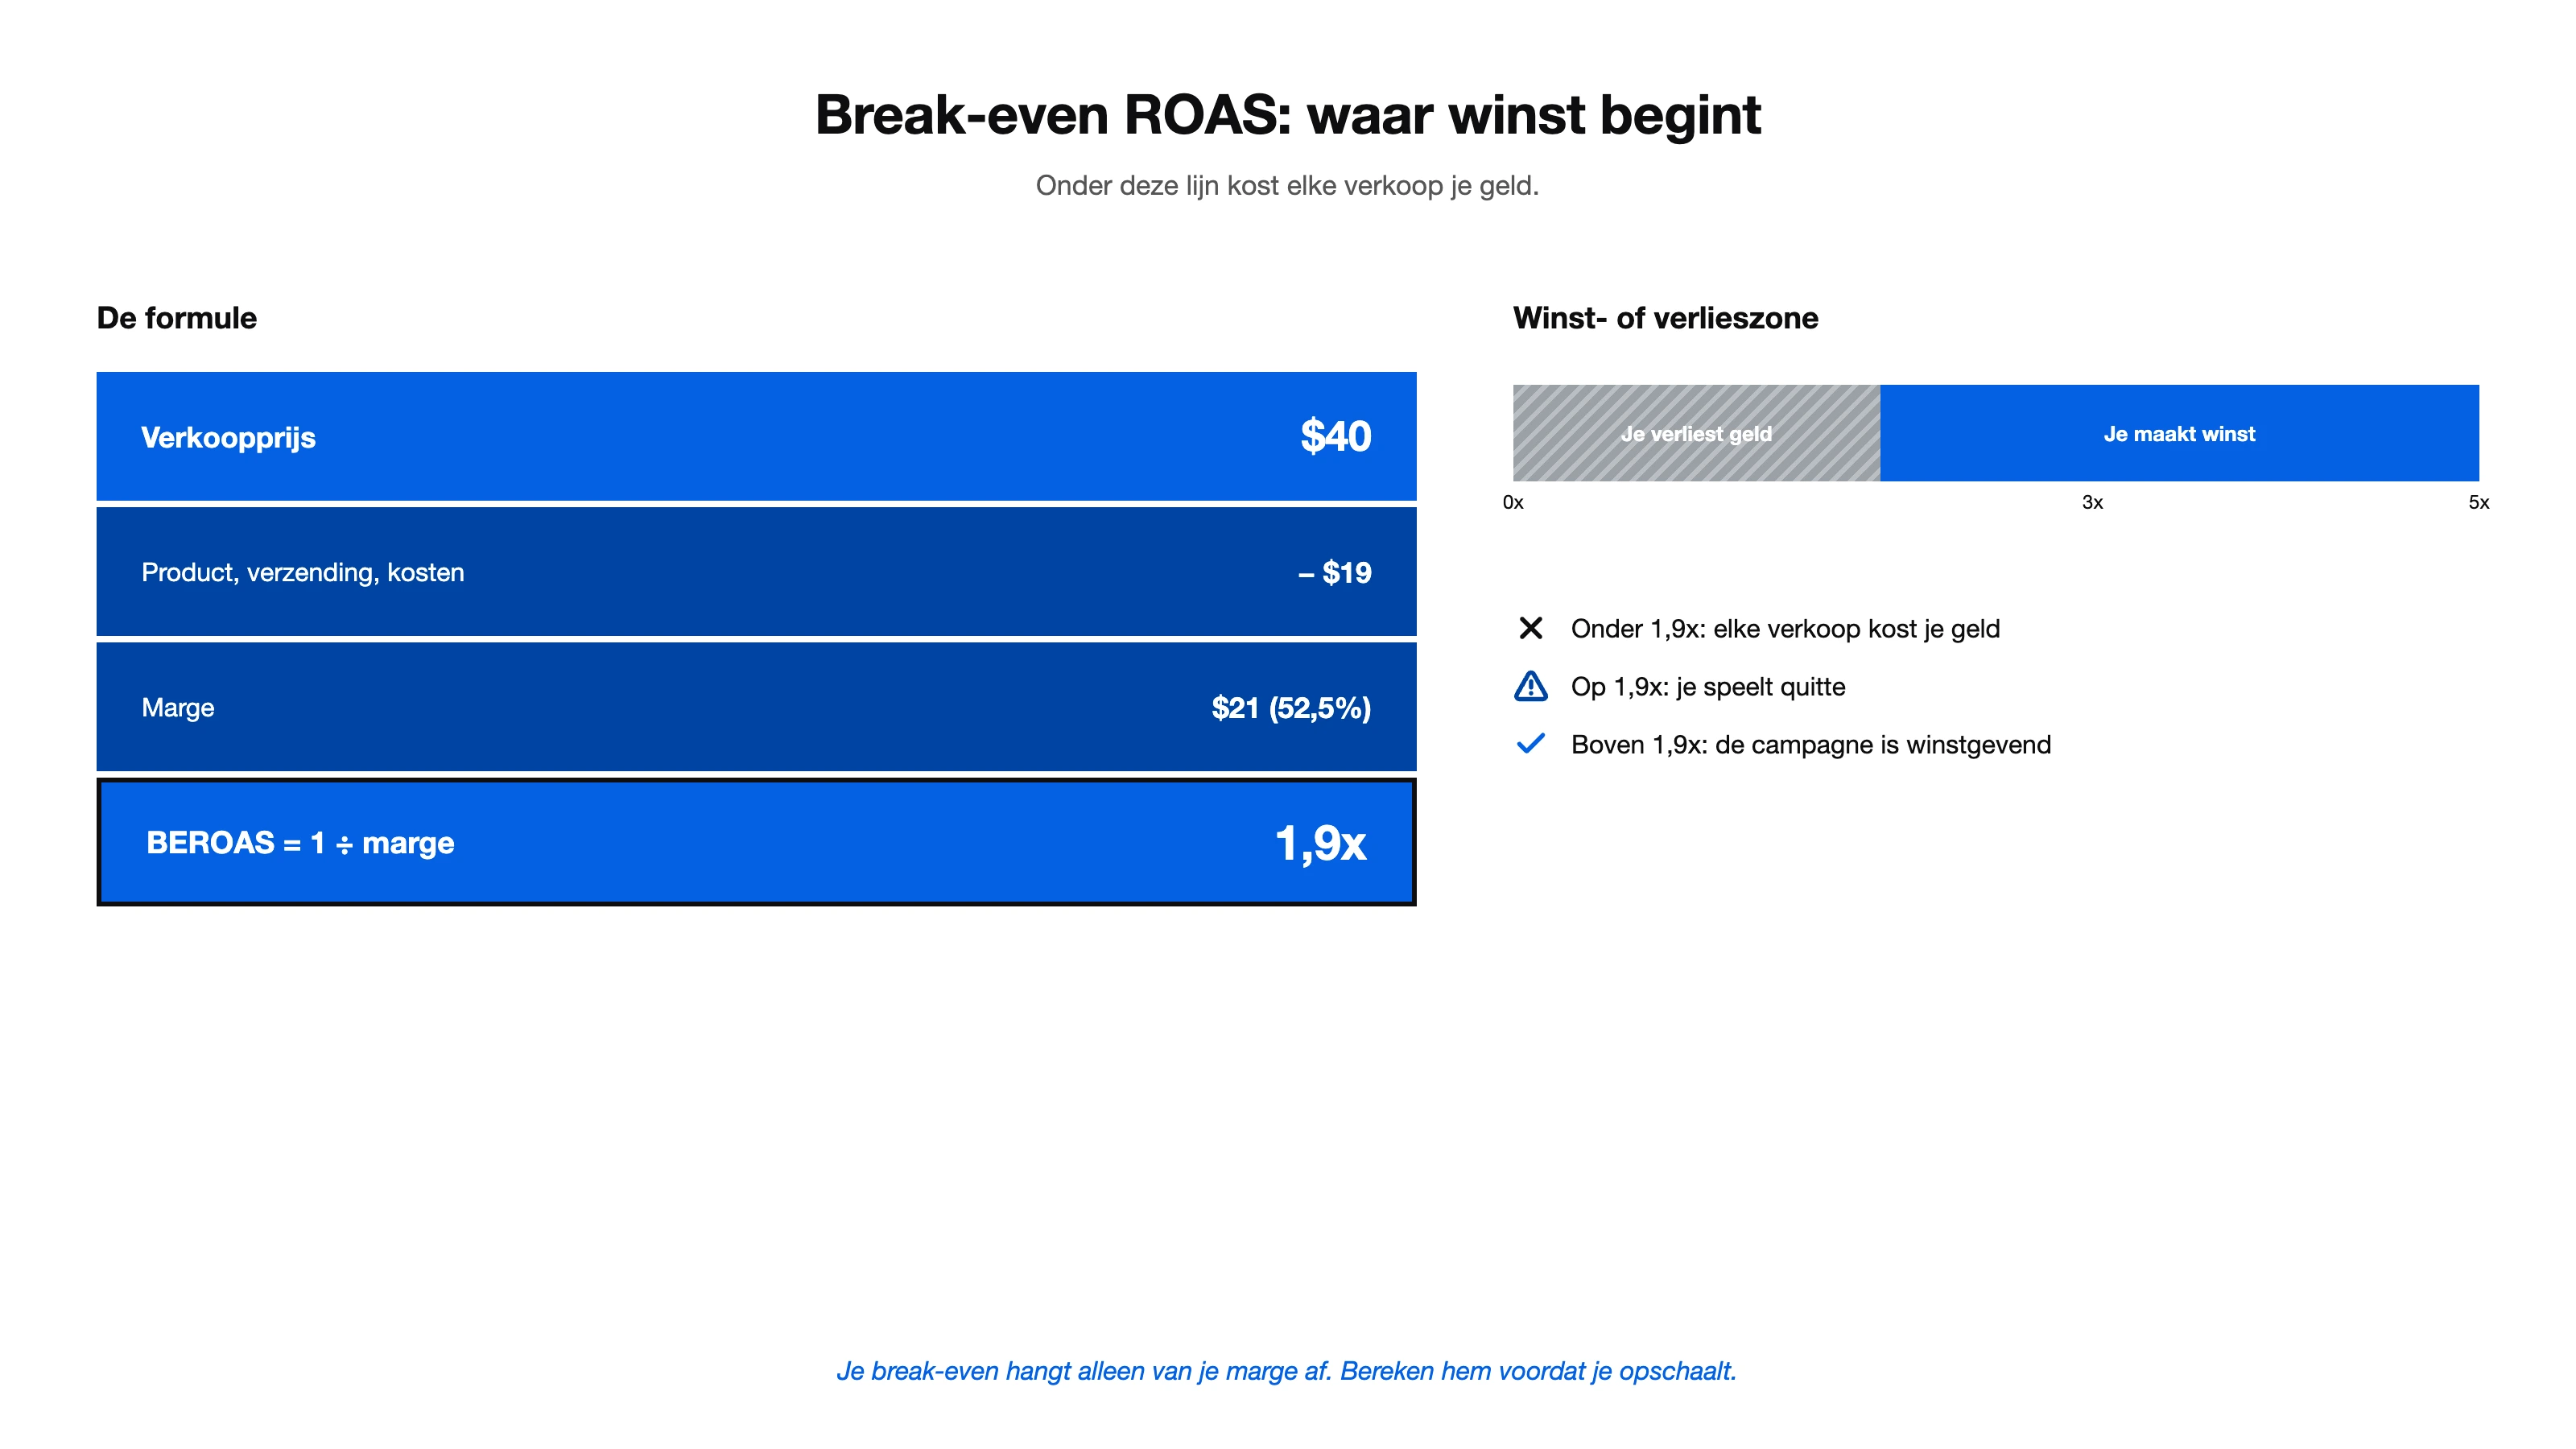 Break-even ROAS: waar winst begint
Onder deze lijn kost elke verkoop je geld.
De formule
Verkoopprijs $40
Product, verzending, kosten – $19
Marge $21 (52,5%)
BEROAS = 1 ÷ marge 1,9x
Winst- of verlieszone
Je verliest geld Je maakt winst
0x 3x 5x
Onder 1,9x: elke verkoop kost je geld
Op 1,9x: je speelt quitte
Boven 1,9x: de campagne is winstgevend
Je break-even hangt alleen van je marge af. Bereken hem voordat je opschaalt.